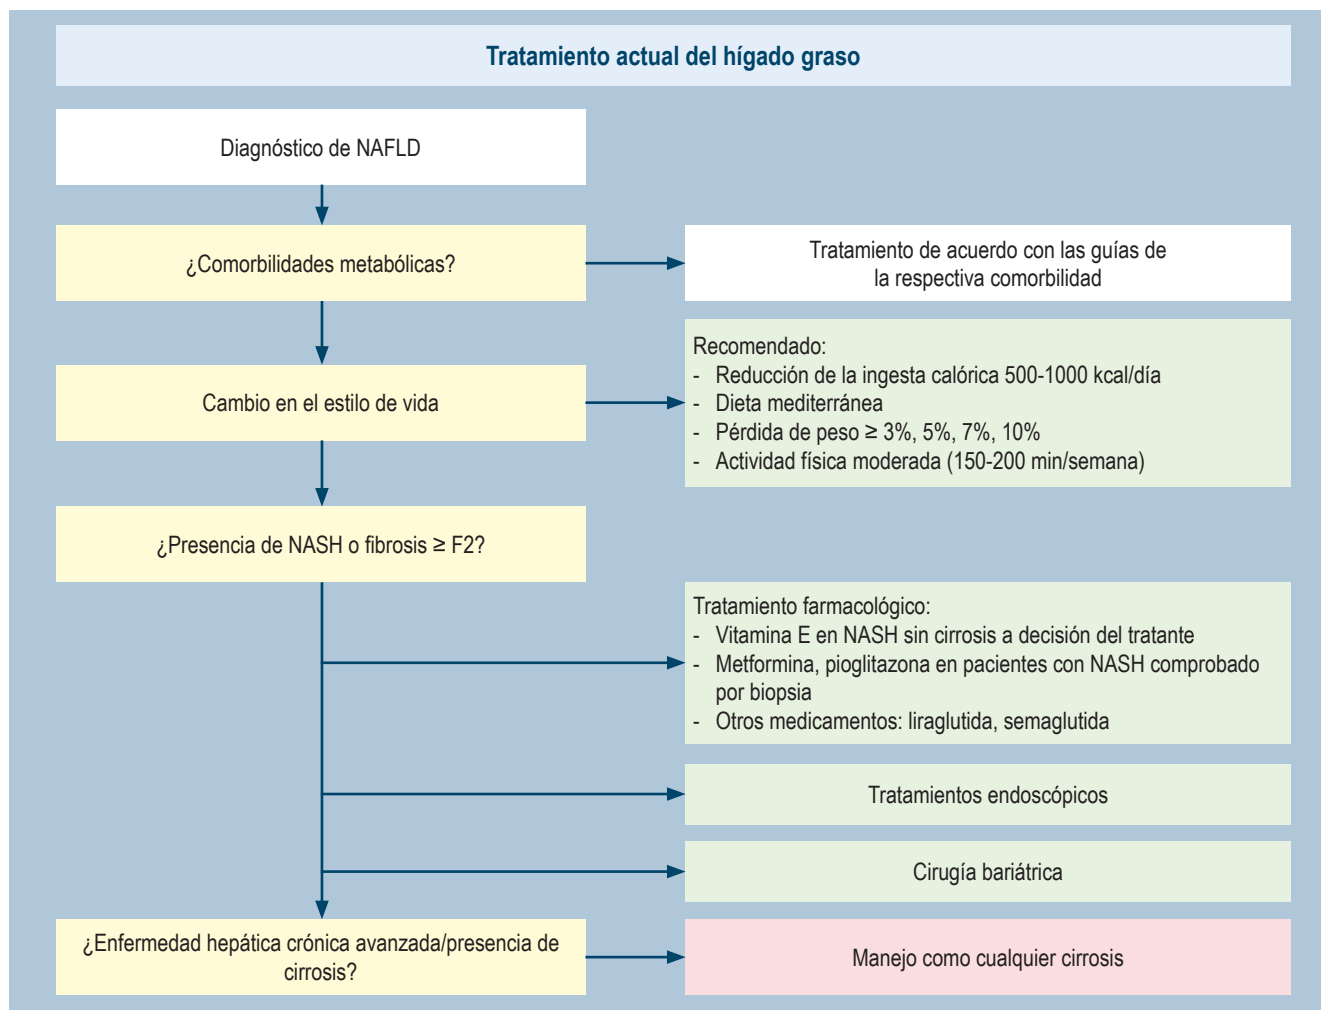 Tratamiento actual del hígado graso
Diagnóstico de NAFLD
¿Comorbilidades metabólicas?
Tratamiento de acuerdo con las guías de
la respectiva comorbilidad
Cambio en el estilo de vida
Recomendado:
- Reducción de la ingesta calórica 500-1000 kcal/día
- Dieta mediterránea
- Pérdida de peso ≥ 3%, 5%, 7%, 10%
- Actividad física moderada (150-200 min/semana)
¿Presencia de NASH o fibrosis ≥ F2?
Tratamiento farmacológico:
- Vitamina E en NASH sin cirrosis a decisión del tratante
- Metformina, pioglitazona en pacientes con NASH comprobado
por biopsia
- Otros medicamentos: liraglutida, semaglutida
Tratamientos endoscópicos
Cirugía bariátrica
¿Enfermedad hepática crónica avanzada/presencia de
cirrosis?
Manejo como cualquier cirrosis